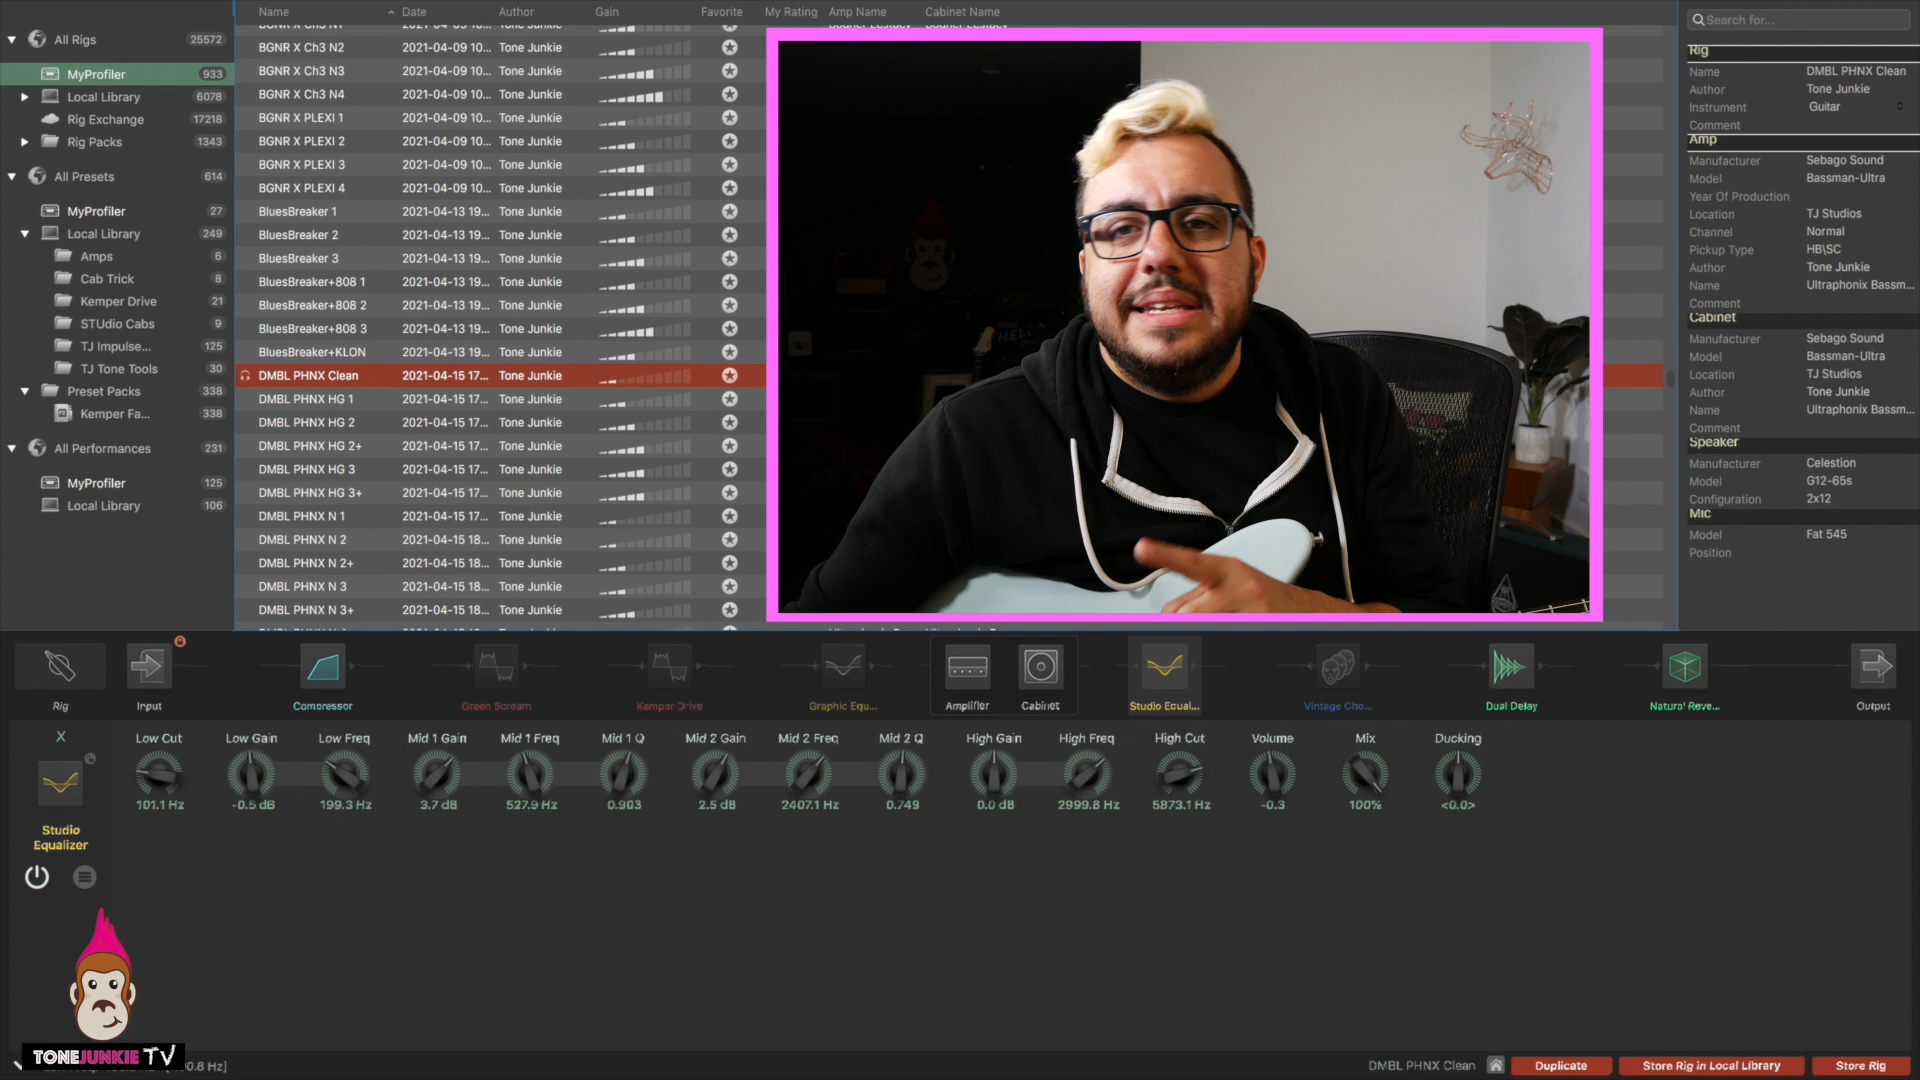 Name Date Author Gain Favorite My Rating Amp Name Cabinet Name
Search for...
All Rigs 25572
MyProfiler 933
Local Library 6078
Rig Exchange 17218
Rig Packs 1343
All Presets 614
MyProfiler 27
Local Library 249
Amps 6
Cab Trick 8
Kemper Drive 21
STUdio Cabs 9
TJ Impulse... 125
TJ Tone Tools 30
Preset Packs 338
Kemper Fa... 338
All Performances 231
MyProfiler 125
Local Library 106
BGNR X Ch3 N2 2021-04-09 10... Tone Junkie
BGNR X Ch3 N3 2021-04-09 10... Tone Junkie
BGNR X Ch3 N4 2021-04-09 10... Tone Junkie
BGNR X PLEXI 1 2021-04-09 10... Tone Junkie
BGNR X PLEXI 2 2021-04-09 10... Tone Junkie
BGNR X PLEXI 3 2021-04-09 10... Tone Junkie
BGNR X PLEXI 4 2021-04-09 10... Tone Junkie
BluesBreaker 1 2021-04-13 19... Tone Junkie
BluesBreaker 2 2021-04-13 19... Tone Junkie
BluesBreaker 3 2021-04-13 19... Tone Junkie
BluesBreaker+808 1 2021-04-13 19... Tone Junkie
BluesBreaker+808 2 2021-04-13 19... Tone Junkie
BluesBreaker+808 3 2021-04-13 19... Tone Junkie
BluesBreaker+KLON 2021-04-13 19... Tone Junkie
DMBL PHNX Clean 2021-04-15 17... Tone Junkie
DMBL PHNX HG 1 2021-04-15 17... Tone Junkie
DMBL PHNX HG 2 2021-04-15 17... Tone Junkie
DMBL PHNX HG 2+ 2021-04-15 17... Tone Junkie
DMBL PHNX HG 3 2021-04-15 17... Tone Junkie
DMBL PHNX HG 3+ 2021-04-15 17... Tone Junkie
DMBL PHNX N 1 2021-04-15 17... Tone Junkie
DMBL PHNX N 2 2021-04-15 18... Tone Junkie
DMBL PHNX N 2+ 2021-04-15 18... Tone Junkie
DMBL PHNX N 3 2021-04-15 18... Tone Junkie
DMBL PHNX N 3+ 2021-04-15 18... Tone Junkie
Rig
Name DMBL PHNX Clean
Author Tone Junkie
Instrument Guitar
Comment
Amp
Manufacturer Sebago Sound
Model Bassman-Ultra
Year Of Production
Location TJ Studios
Channel Normal
Pickup Type HB\SC
Author Tone Junkie
Name Ultraphonix Bassm...
Comment
Cabinet
Manufacturer Sebago Sound
Model Bassman-Ultra
Location TJ Studios
Author Tone Junkie
Name Ultraphonix Bassm...
Comment
Speaker
Manufacturer Celestion
Model G12-65s
Configuration 2x12
Mic
Model Fat 545
Position
Rig Input Compressor Green Scream Kemper Drive Graphic Equ... Amplifier Cabinet Studio Equal... Vintage Cho... Dual Delay Natural Reve... Output
X Low Cut Low Gain Low Freq Mid 1 Gain Mid 1 Freq Mid 1 Q Mid 2 Gain Mid 2 Freq Mid 2 Q High Gain High Freq High Cut Volume Mix Ducking
101.1 Hz -0.5 dB 199.3 Hz 3.7 dB 527.9 Hz 0.903 2.5 dB 2407.1 Hz 0.749 0.0 dB 2999.8 Hz 5873.1 Hz -0.3 100% <0.0>
Studio
Equalizer
TONEJUNKIE TV
DMBL PHNX Clean Duplicate Store Rig in Local Library Store Rig